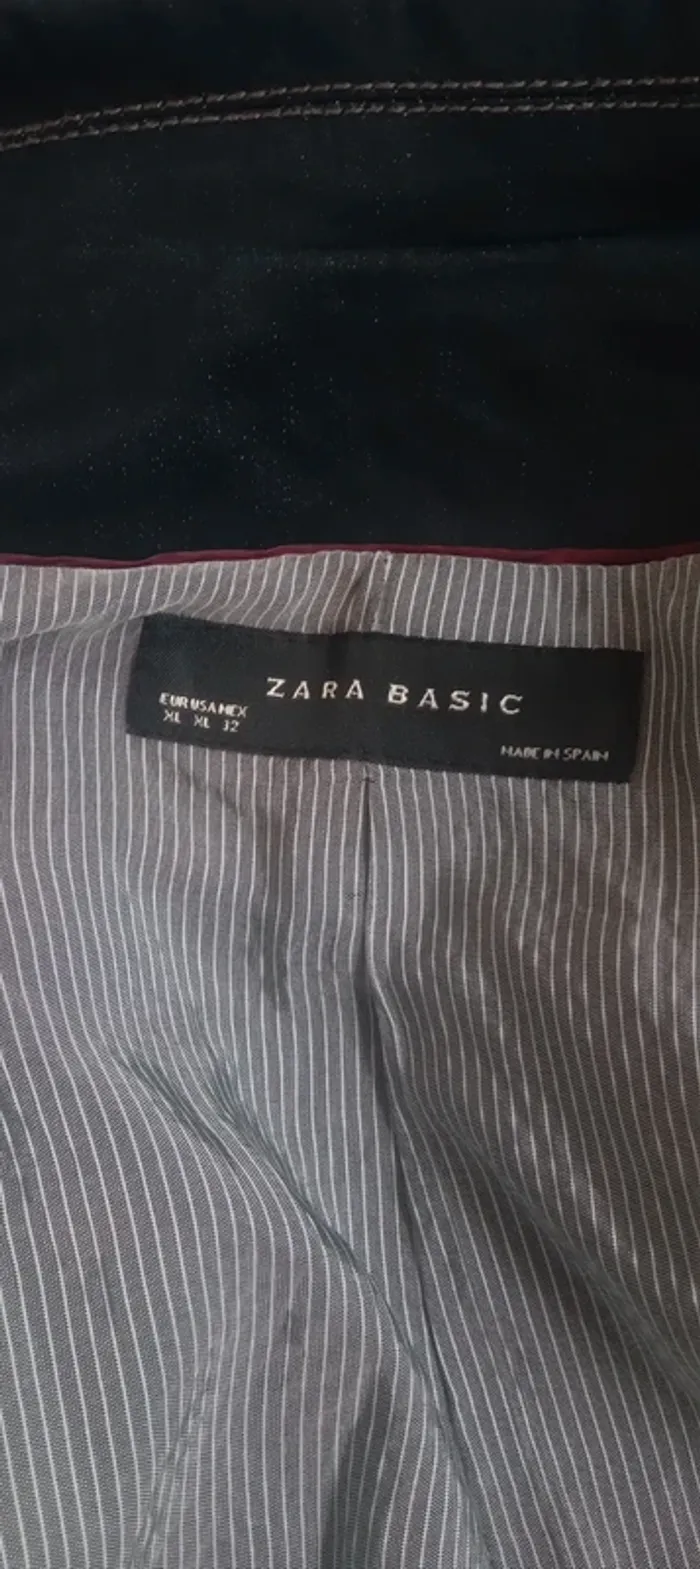 ZARA BASIC
EUR USA MEX
XL XL 32
MADE IN SPAIN